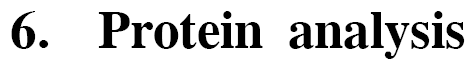 6. Protein analysis